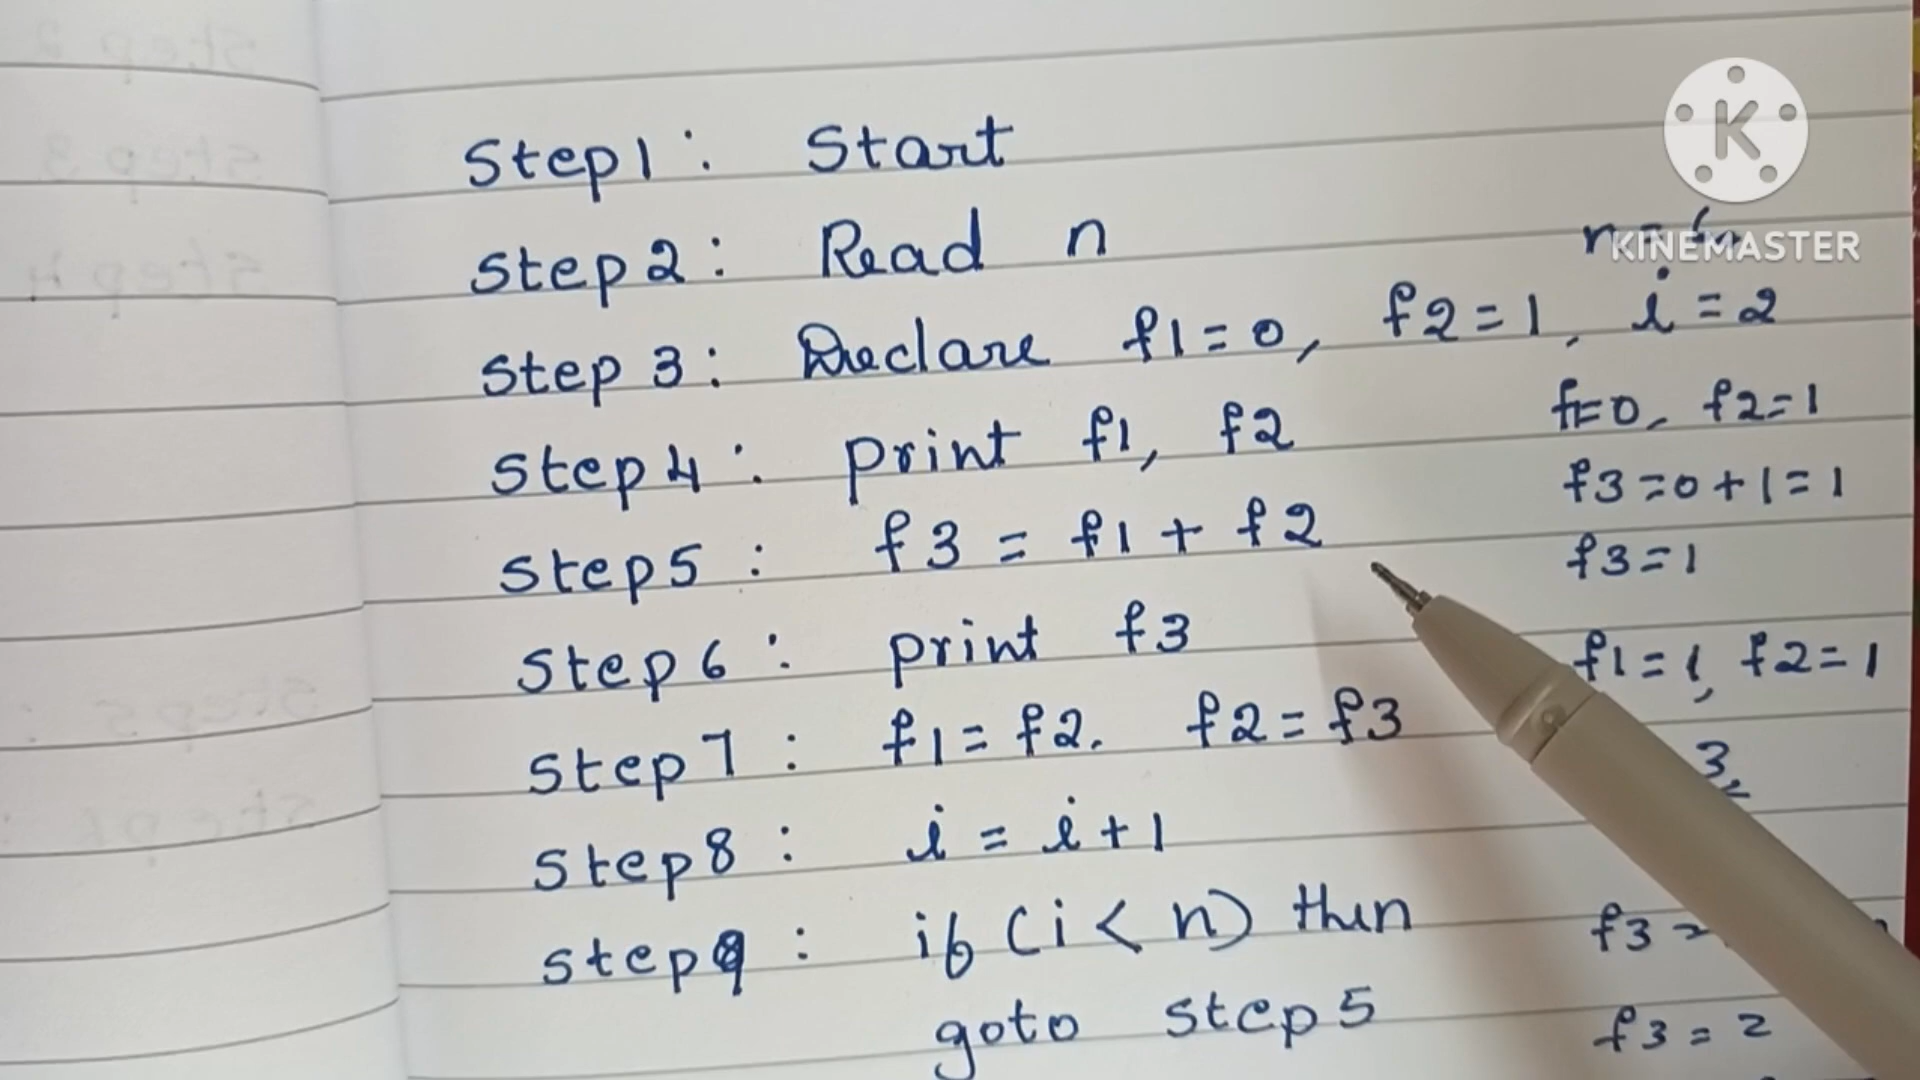 Step1: Start
Step2: Read n
Step 3: Declare f1=0, f2=1, i=2
Step4: print f1, f2
Step5: f3 = f1 + f2
Step6: print f3
Step7: f1=f2. f2=f3
Step8: i = i+1
Step9: if (i < n) then
goto step5
K
KINEMASTER
f1=0, f2=1
f3=0+1=1
f3=1
f1=1, f2=1
3,
f3 =
f3 = 2